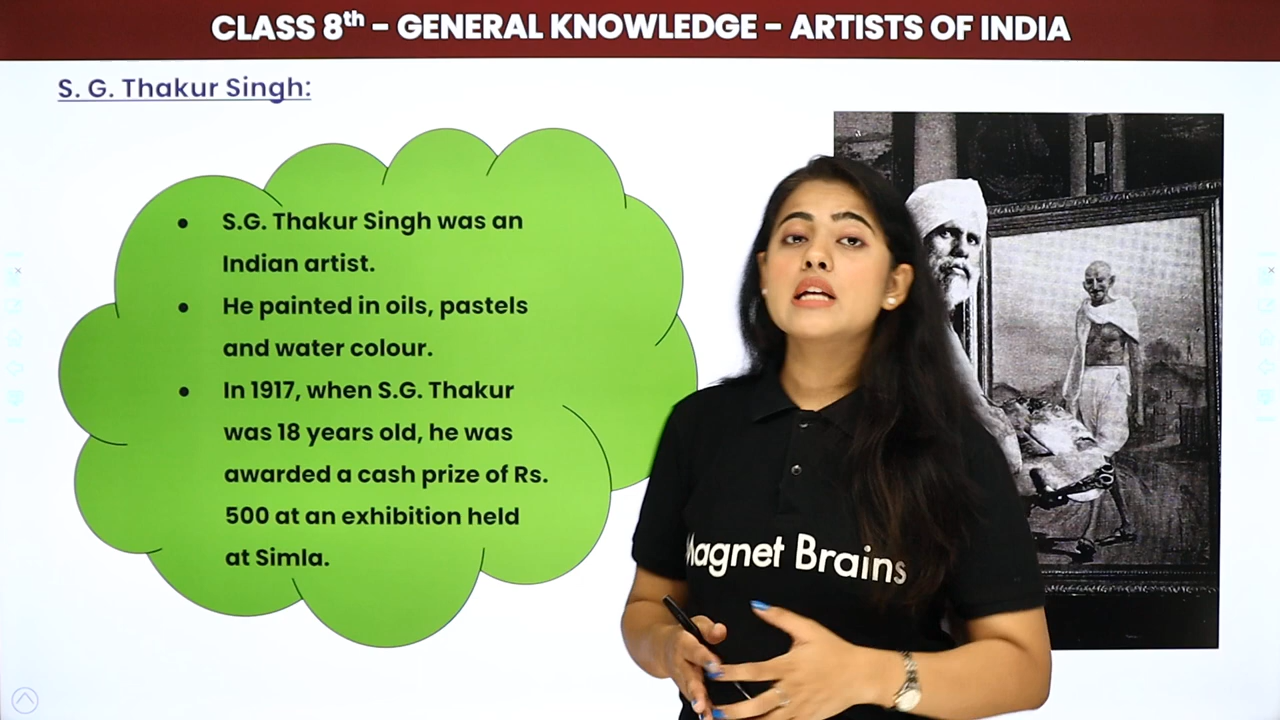 CLASS 8th - GENERAL KNOWLEDGE - ARTISTS OF INDIA
S. G. Thakur Singh:
• S.G. Thakur Singh was an
Indian artist.
• He painted in oils, pastels
and water colour.
• In 1917, when S.G. Thakur
was 18 years old, he was
awarded a cash prize of Rs.
500 at an exhibition held
at Simla.
Magnet Brains